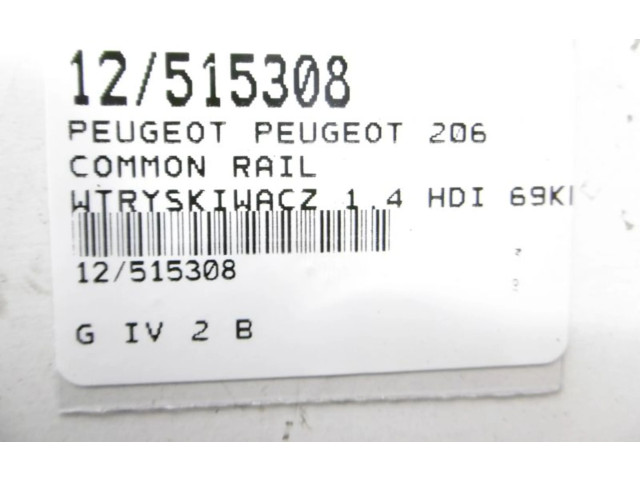 12/515308
PEUGEOT PEUGEOT 206
COMMON RAIL
WTRYSKIWACZ 1.4 HDI 69K
12/515308
G IV 2 B